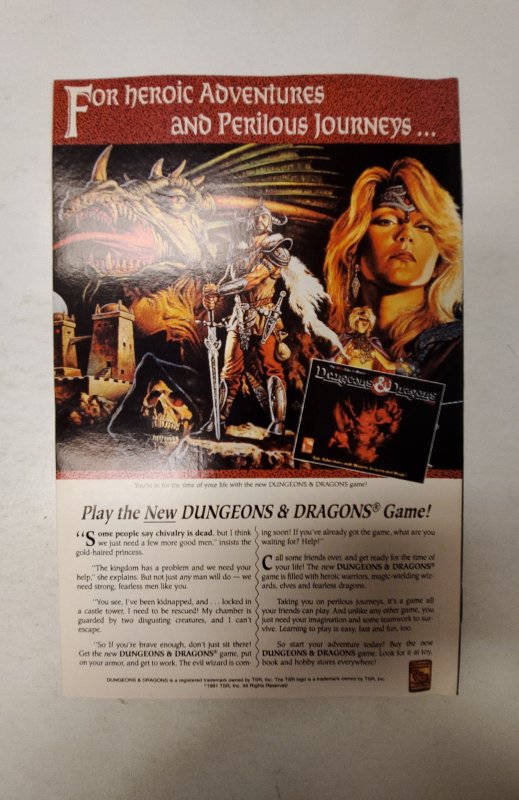 For Heroic Adventures
and Perilous Journeys ...
Dungeons & Dragons
You're in for the time of your life with the new DUNGEONS & DRAGONS game!
Play the New DUNGEONS & DRAGONS® Game!
"Some people say chivalry is dead, but I think
we just need a few more good men," insists the
gold-haired princess.
"The kingdom has a problem and we need your
help," she explains. But not just any man will do — we
need strong, fearless men like you.
"You see, I've been kidnapped, and . . . locked in
a castle tower, I need to be rescued! My chamber is
guarded by two disgusting creatures, and I can't
escape.
"So If you're brave enough, don't just sit there!
Get the new DUNGEONS & DRAGONS® game, put
on your armor, and get to work. The evil wizard is com-
ing soon! If you've already got the game, what are you
waiting for? Help!"
Call some friends over, and get ready for the time of
your life! The new DUNGEONS & DRAGONS®
game is filled with heroic warriors, magic-wielding wiz-
ards, elves and fearless dragons.
Taking you on perilous journeys, it's a game all
your friends can play. And unlike any other game, you
just need your imagination and some teamwork to sur-
vive. Learning to play is easy, fast and fun, too.
So start your adventure today! Buy the new
DUNGEONS & DRAGONS game. Look for it at toy,
book and hobby stores everywhere!
DUNGEONS & DRAGONS is a registered trademark owned by TSR, Inc. The TSR logo is a trademark owned by TSR, Inc.
©1991 TSR, Inc. All Rights Reserved